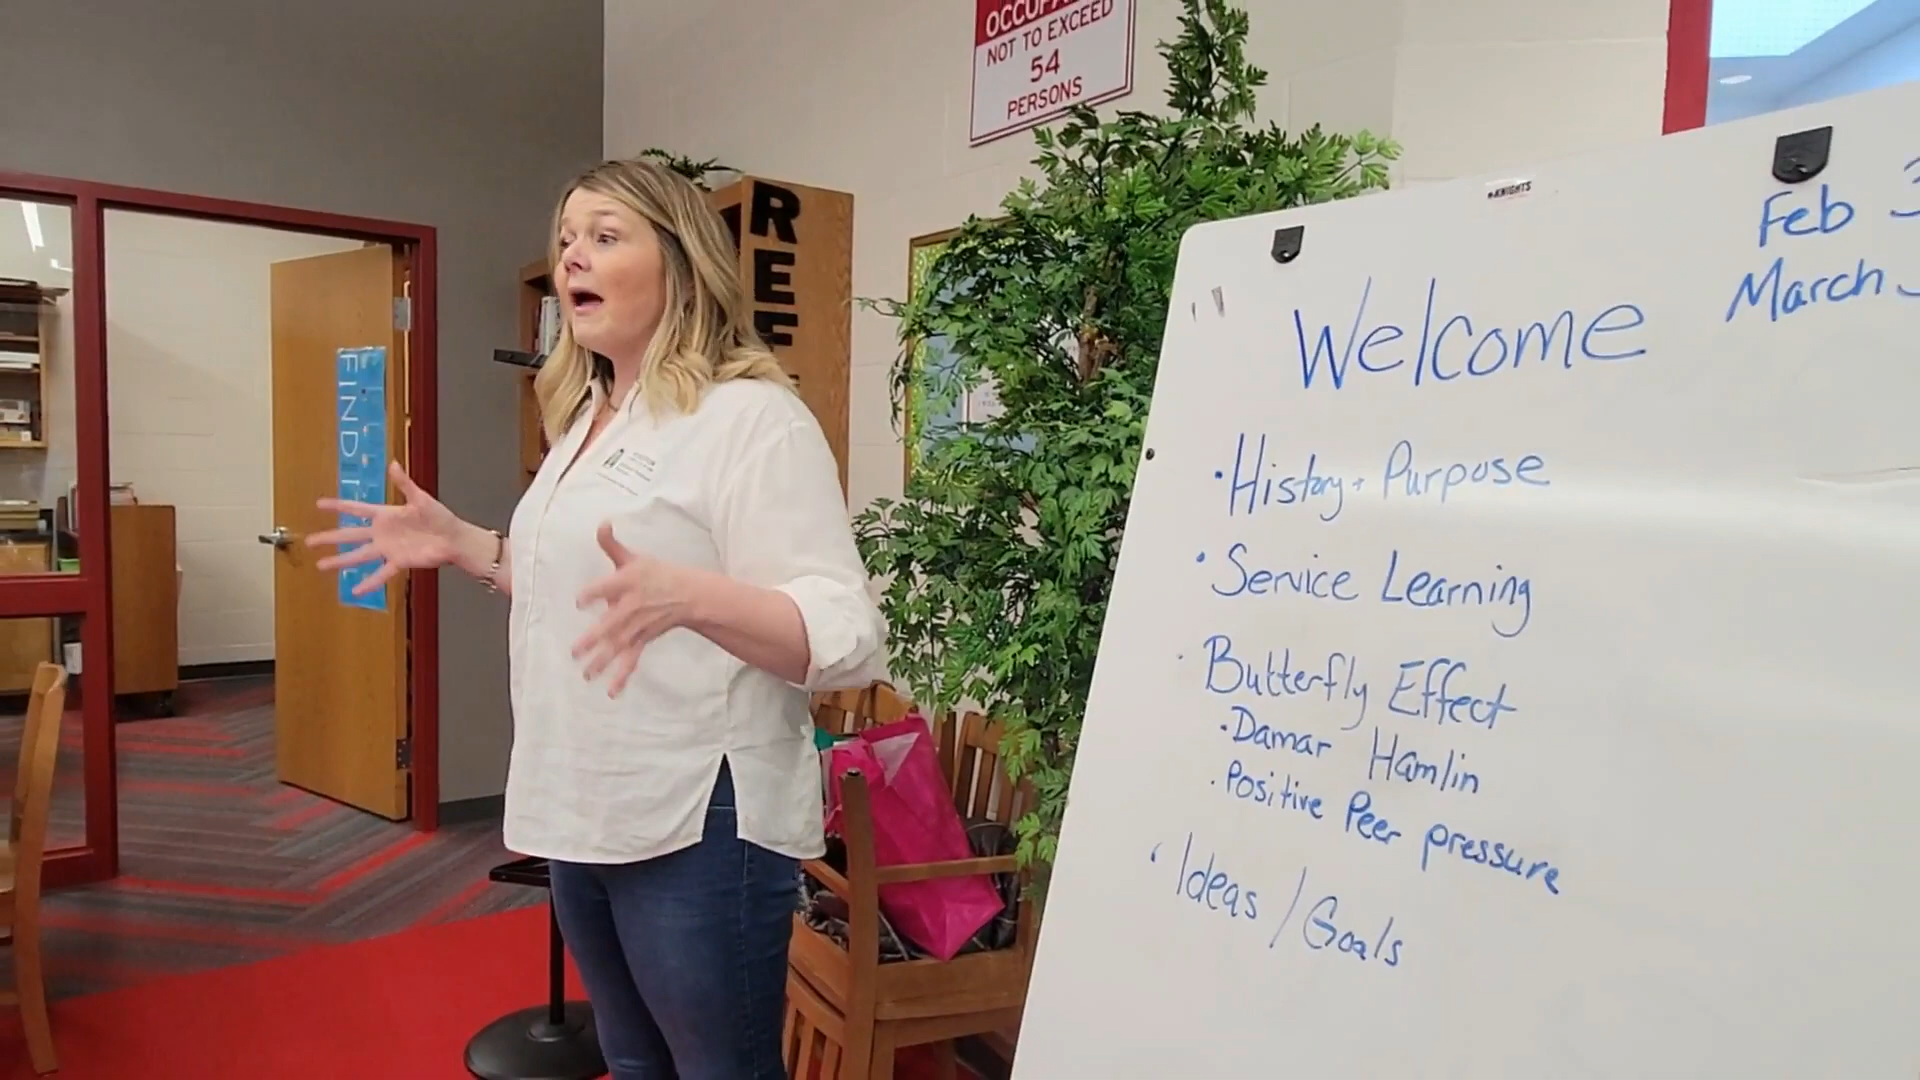 NOT TO EXCEED
54
PERSONS
REF
FIND
KNIGHTS
Feb
March
Welcome
• History + Purpose
• Service Learning
• Butterfly Effect
• Damar Hamlin
• Positive Peer pressure
• Ideas / Goals